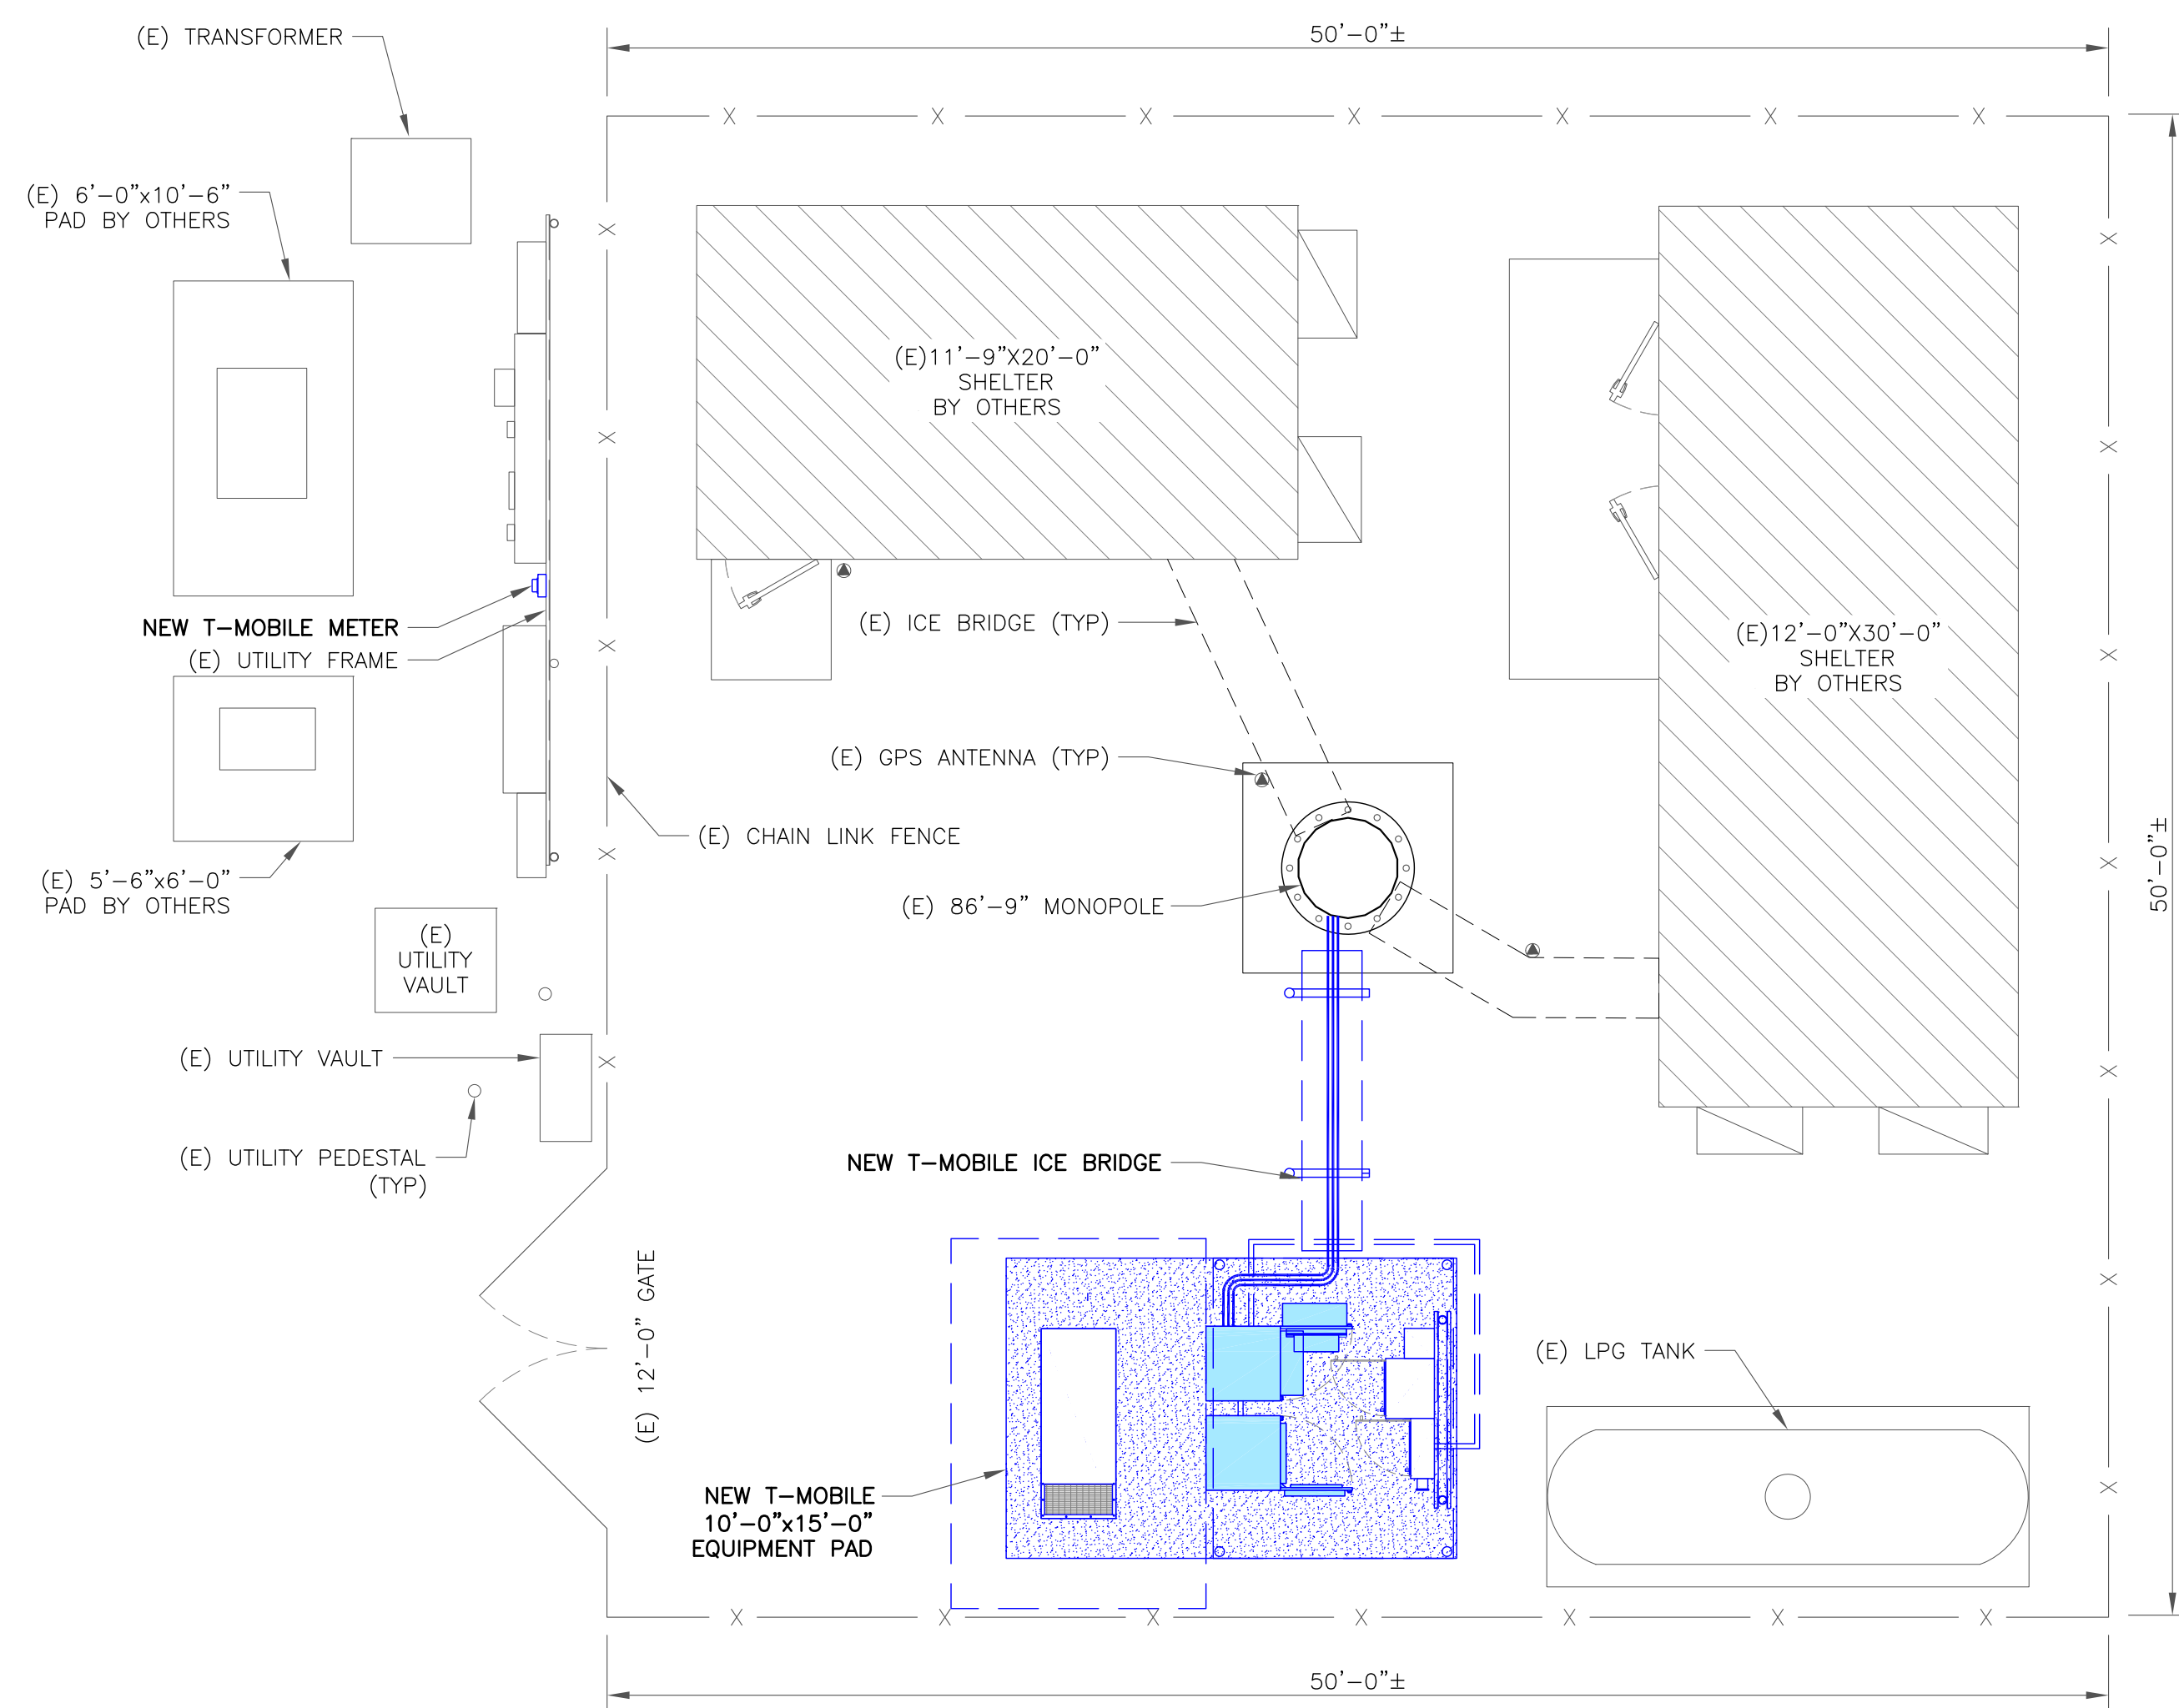 50'-0"±
(E) TRANSFORMER
(E) 6'-0"x10'-6"
PAD BY OTHERS
(E)11'-9"X20'-0"
SHELTER
BY OTHERS
NEW T-MOBILE METER
(E) UTILITY FRAME
(E) ICE BRIDGE (TYP)
(E)12'-0"X30'-0"
SHELTER
BY OTHERS
(E) GPS ANTENNA (TYP)
(E) CHAIN LINK FENCE
50'-0"±
(E) 5'-6"x6'-0"
PAD BY OTHERS
(E) 86'-9" MONOPOLE
(E)
UTILITY
VAULT
(E) UTILITY VAULT
(E) UTILITY PEDESTAL
(TYP)
NEW T-MOBILE ICE BRIDGE
(E) 12'-0" GATE
(E) LPG TANK
NEW T-MOBILE
10'-0"x15'-0"
EQUIPMENT PAD
50'-0"±